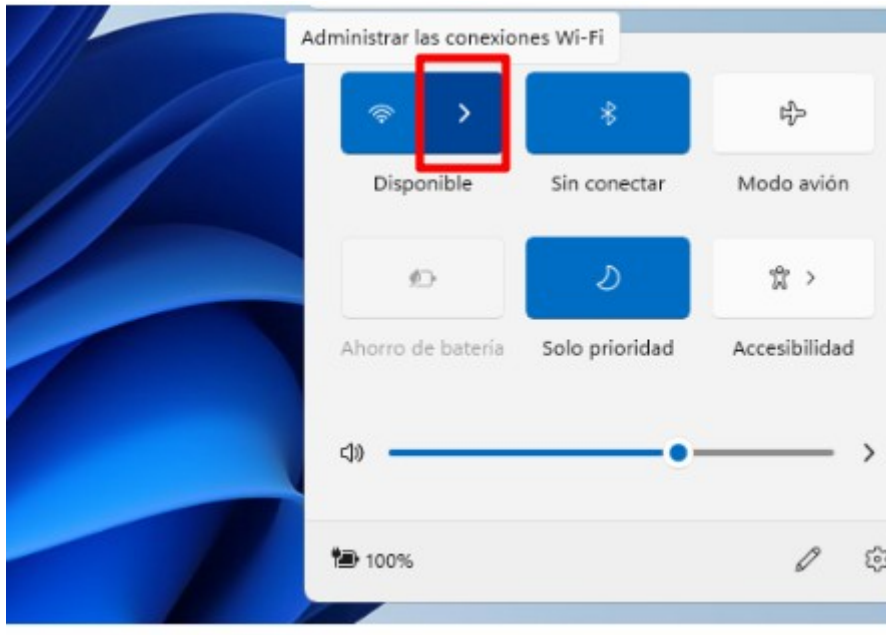 Administrar las conexiones Wi-Fi
Disponible
Sin conectar
Modo avión
Ahorro de batería
Solo prioridad
Accesibilidad
100%